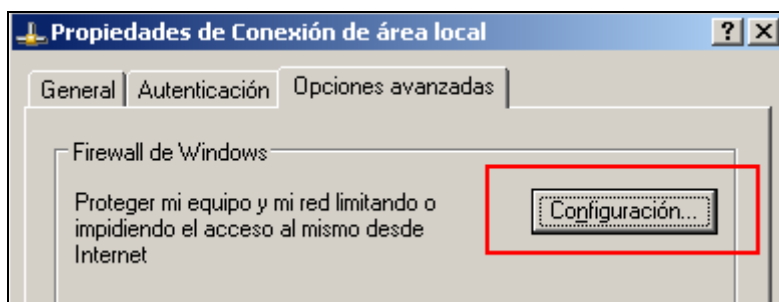 Propiedades de Conexión de área local
General
Autenticación
Opciones avanzadas
Firewall de Windows
Proteger mi equipo y mi red limitando o
impidiendo el acceso al mismo desde
Internet
Configuración...